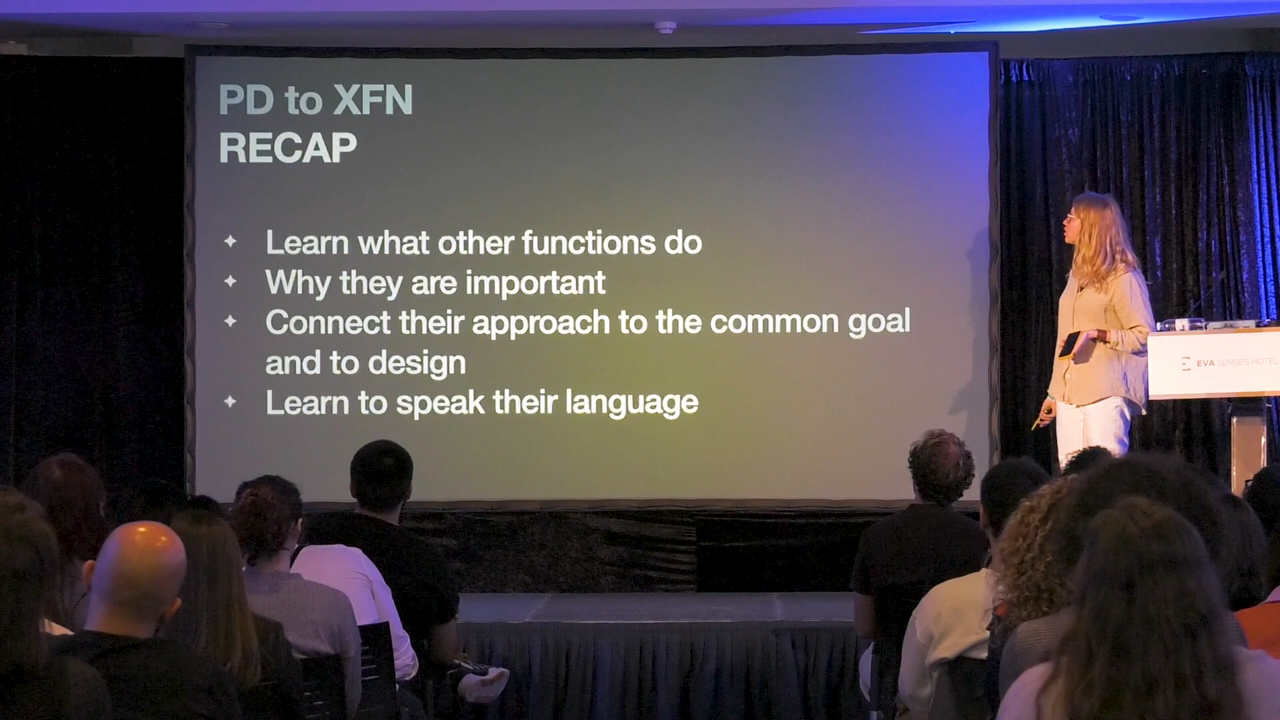 PD to XFN
RECAP
✦ Learn what other functions do
✦ Why they are important
✦ Connect their approach to the common goal
and to design
✦ Learn to speak their language
EVA SENSES HOTEL